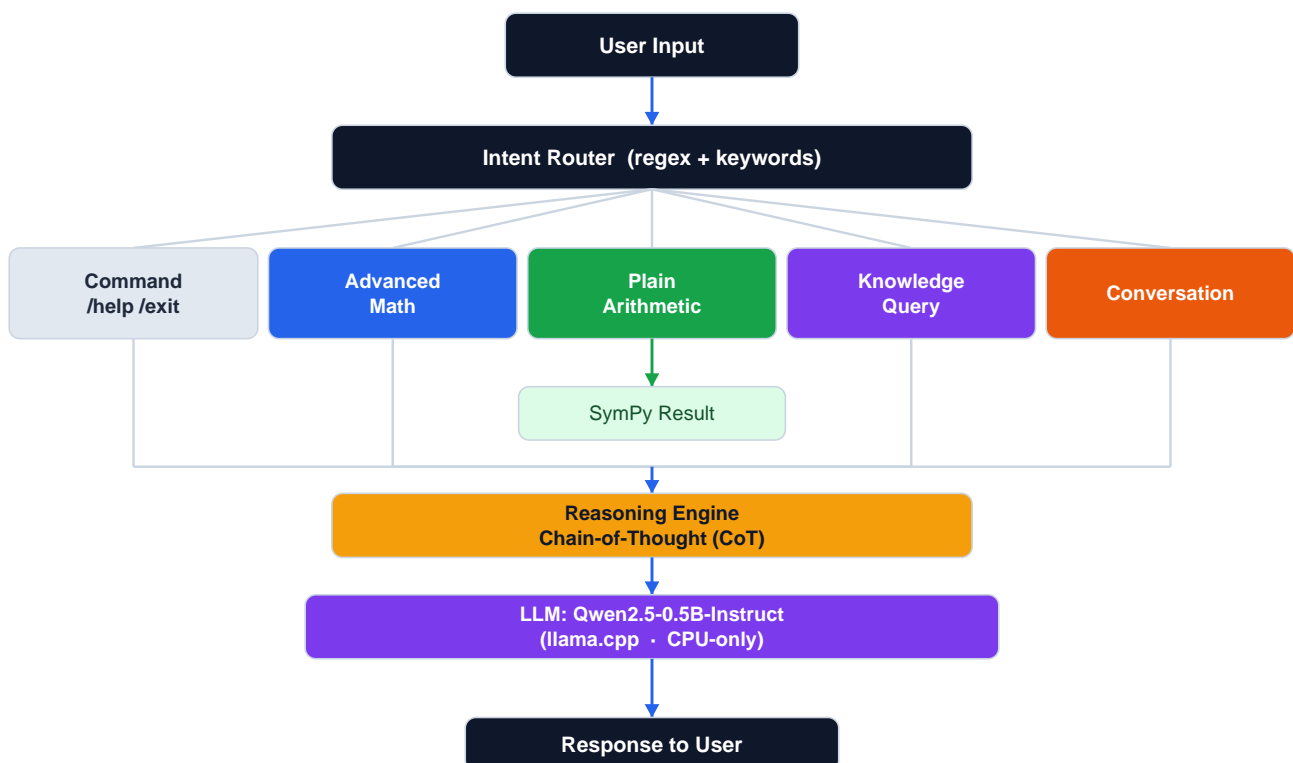 User Input
Intent Router (regex + keywords)
Command
/help /exit
Advanced
Math
Plain
Arithmetic
Knowledge
Query
Conversation
SymPy Result
Reasoning Engine
Chain-of-Thought (CoT)
LLM: Qwen2.5-0.5B-Instruct
(llama.cpp · CPU-only)
Response to User